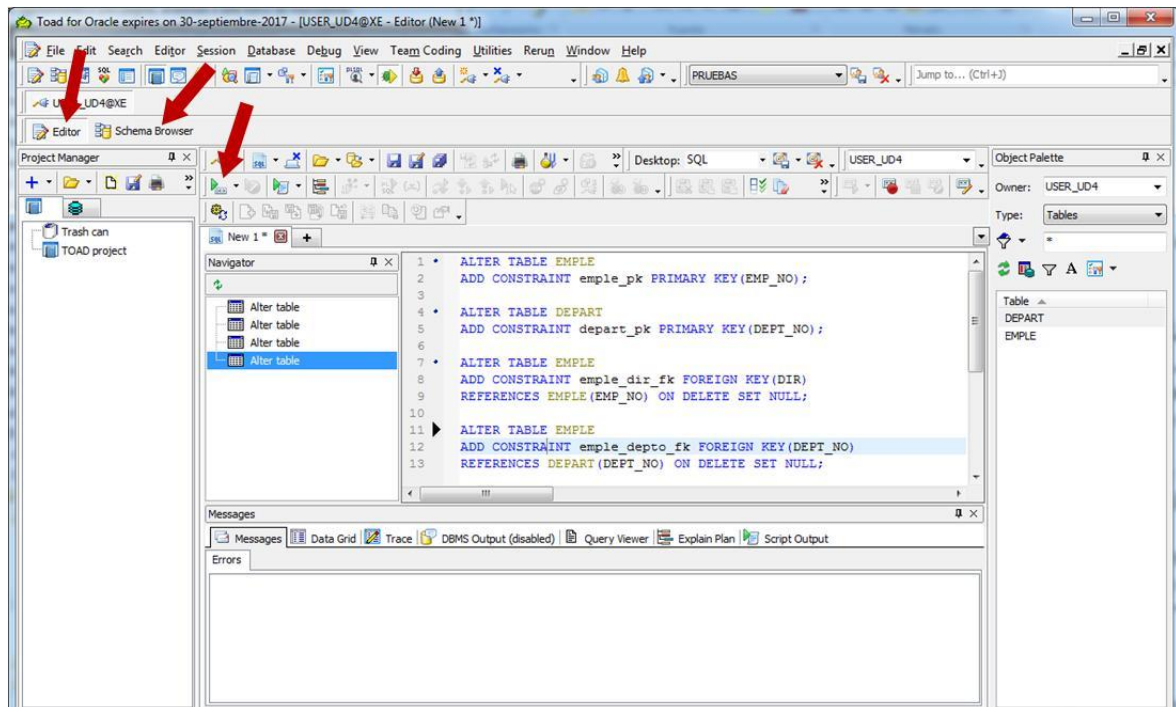 Toad for Oracle expires on 30-septiembre-2017 - [USER_UD4@XE - Editor (New 1 *)]
File Edit Search Editor Session Database Debug View Team Coding Utilities Rerun Window Help
PRUEBAS
Jump to... (Ctrl+J)
UD4@XE
Editor Schema Browser
Project Manager
Trash can
TOAD project
Desktop: SQL
USER_UD4
New 1 *
Navigator
Alter table
Alter table
Alter table
Alter table
1 ALTER TABLE EMPLE
2 ADD CONSTRAINT emple_pk PRIMARY KEY(EMP_NO);
3
4 ALTER TABLE DEPART
5 ADD CONSTRAINT depart_pk PRIMARY KEY(DEPT_NO);
6
7 ALTER TABLE EMPLE
8 ADD CONSTRAINT emple_dir_fk FOREIGN KEY(DIR)
9 REFERENCES EMPLE(EMP_NO) ON DELETE SET NULL;
10
11 ALTER TABLE EMPLE
12 ADD CONSTRAINT emple_depto_fk FOREIGN KEY(DEPT_NO)
13 REFERENCES DEPART(DEPT_NO) ON DELETE SET NULL;
Messages
Messages Data Grid Trace DBMS Output (disabled) Query Viewer Explain Plan Script Output
Errors
Object Palette
Owner: USER_UD4
Type: Tables
*
A
Table
DEPART
EMPLE